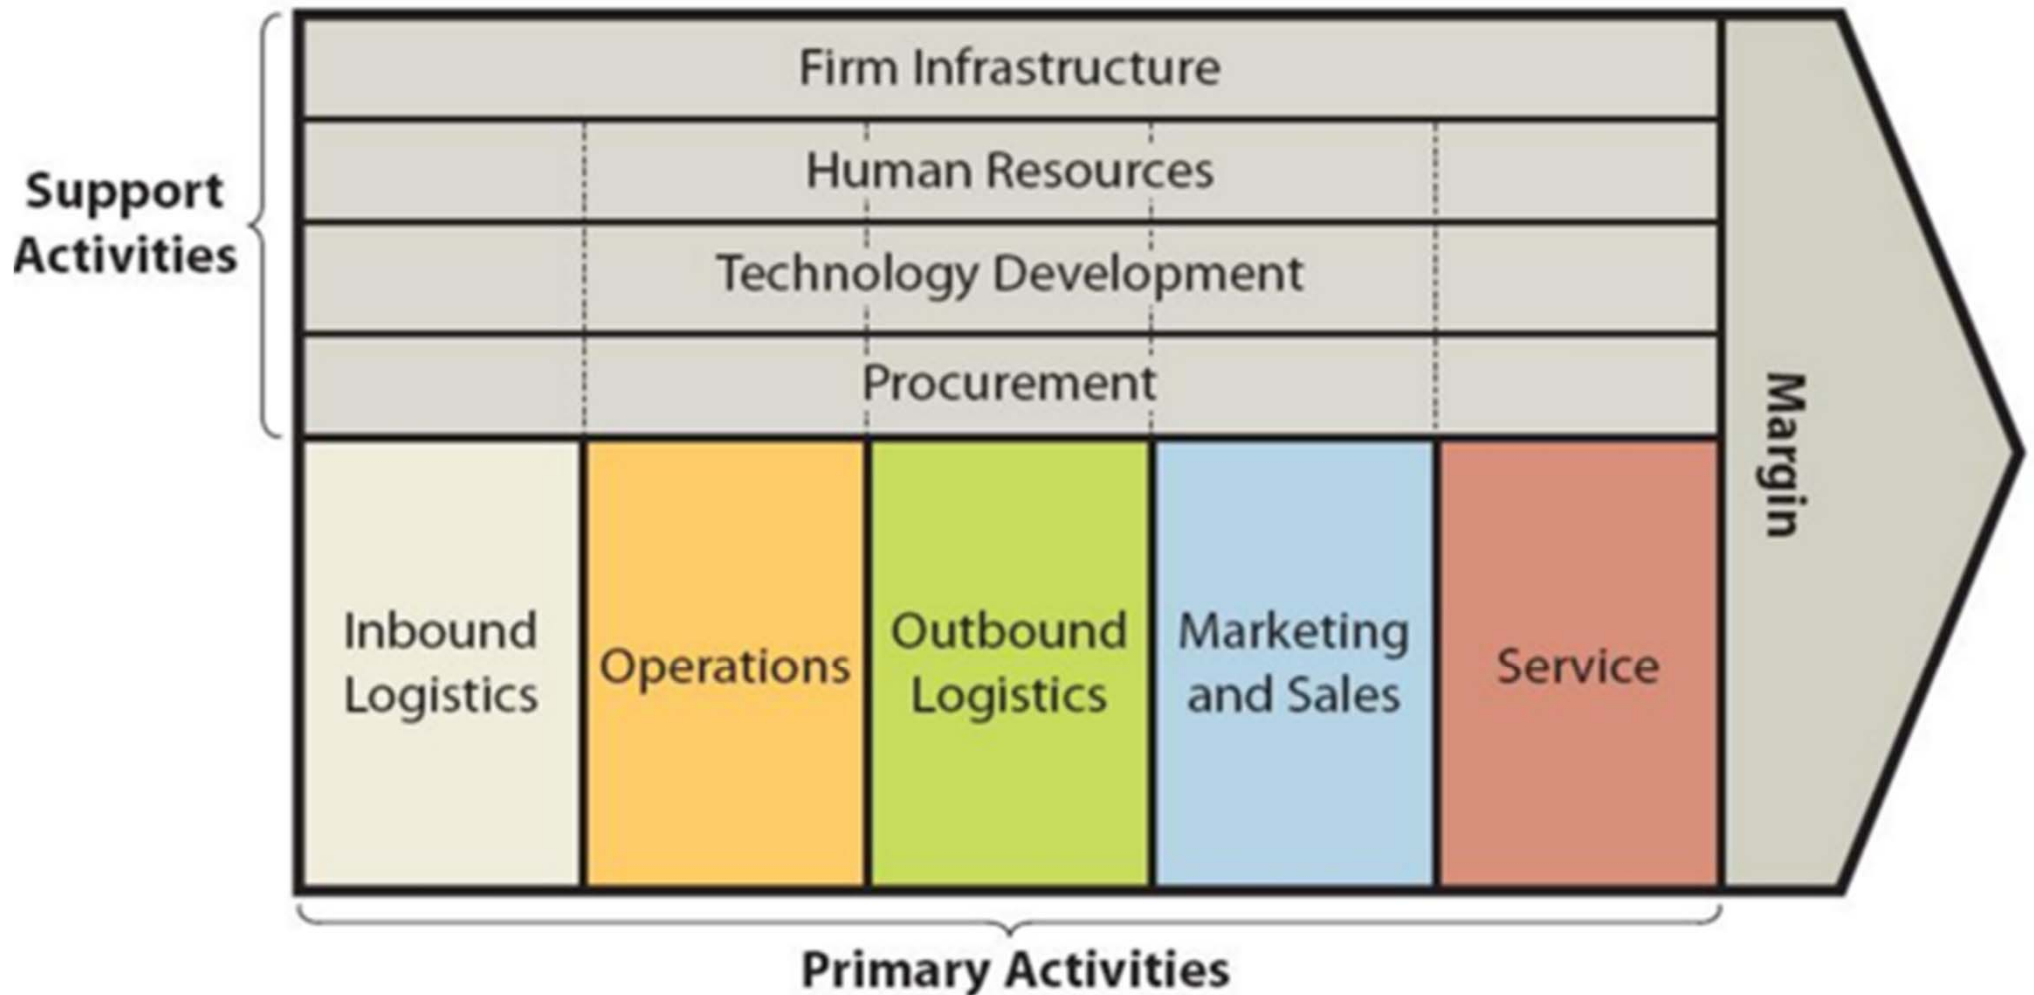 Firm Infrastructure
Human Resources
Support
Activities
Technology Development
Procurement
Margin
Inbound
Logistics
Operations
Outbound
Logistics
Marketing
and Sales
Service
Primary Activities